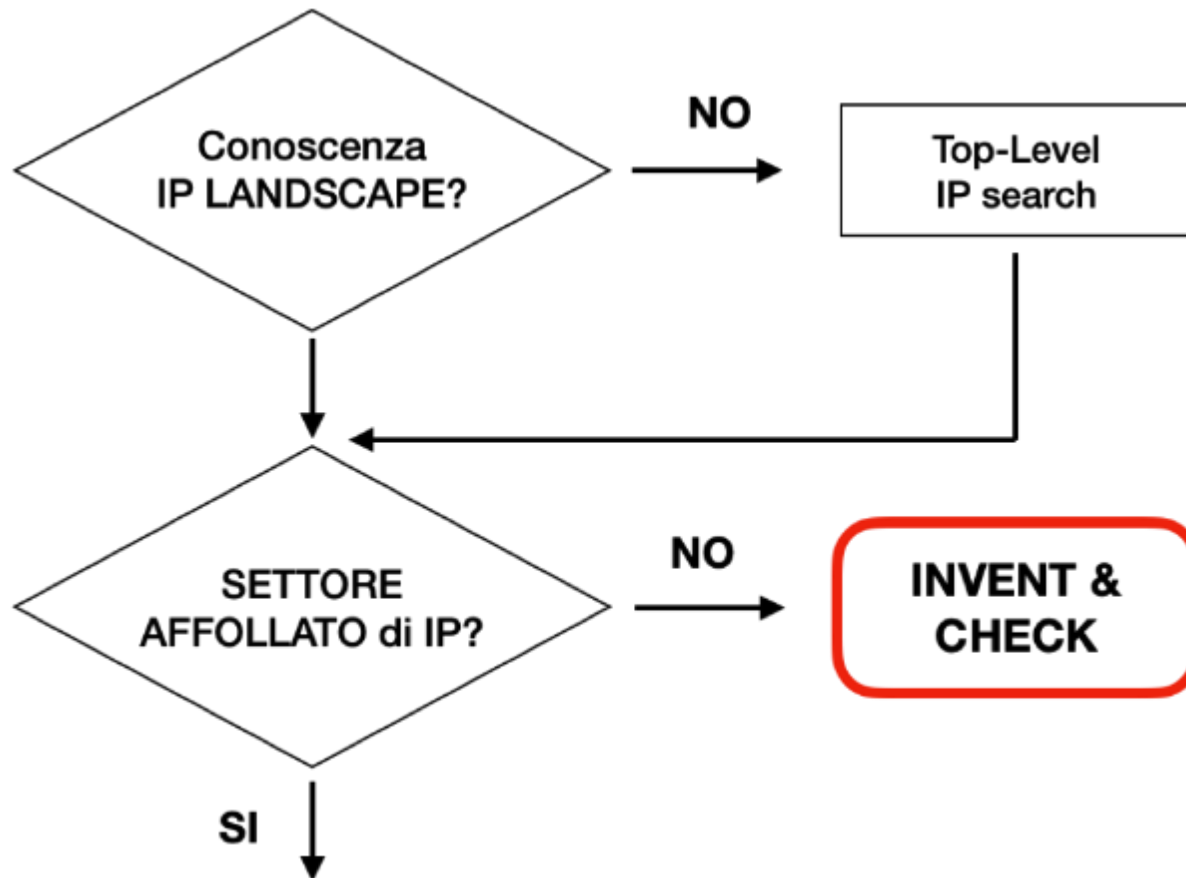 Conoscenza
IP LANDSCAPE?
NO
Top-Level
IP search
SETTORE
AFFOLLATO di IP?
NO
INVENT &
CHECK
SI